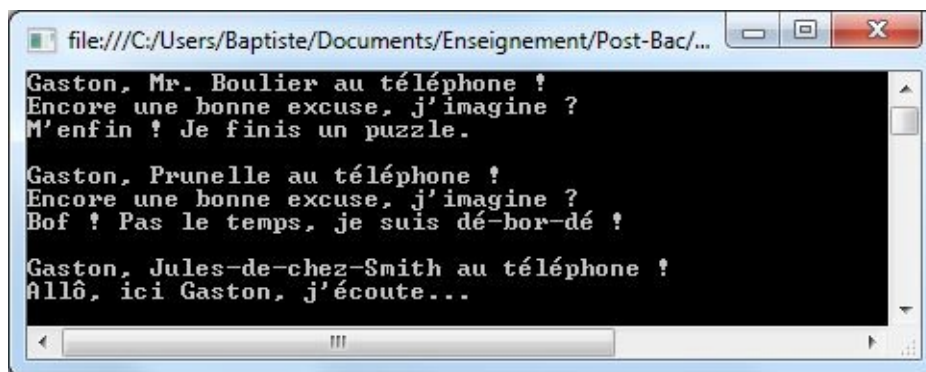 file:///C:/Users/Baptiste/Documents/Enseignement/Post-Bac/...
Gaston, Mr. Boulier au téléphone !
Encore une bonne excuse, j'imagine ?
M'enfin ! Je finis un puzzle.
Gaston, Prunelle au téléphone !
Encore une bonne excuse, j'imagine ?
Bof ! Pas le temps, je suis dé-bor-dé !
Gaston, Jules-de-chez-Smith au téléphone !
Allô, ici Gaston, j'écoute...